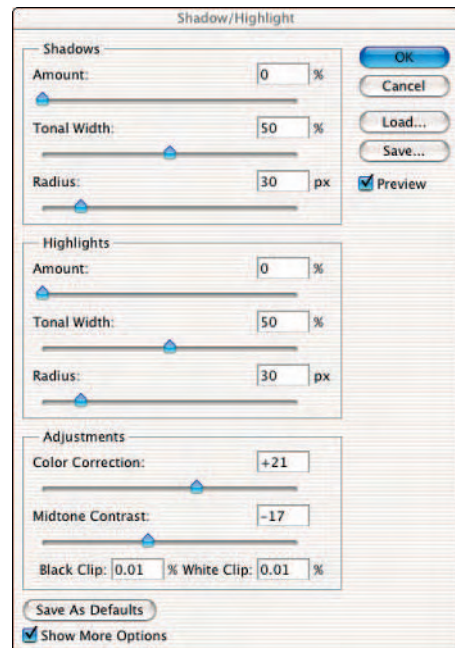 Shadow/Highlight
Shadows
Amount: 0 %
Tonal Width: 50 %
Radius: 30 px
Highlights
Amount: 0 %
Tonal Width: 50 %
Radius: 30 px
Adjustments
Color Correction: +21
Midtone Contrast: -17
Black Clip: 0.01 % White Clip: 0.01 %
Save As Defaults
Show More Options
OK
Cancel
Load...
Save...
Preview